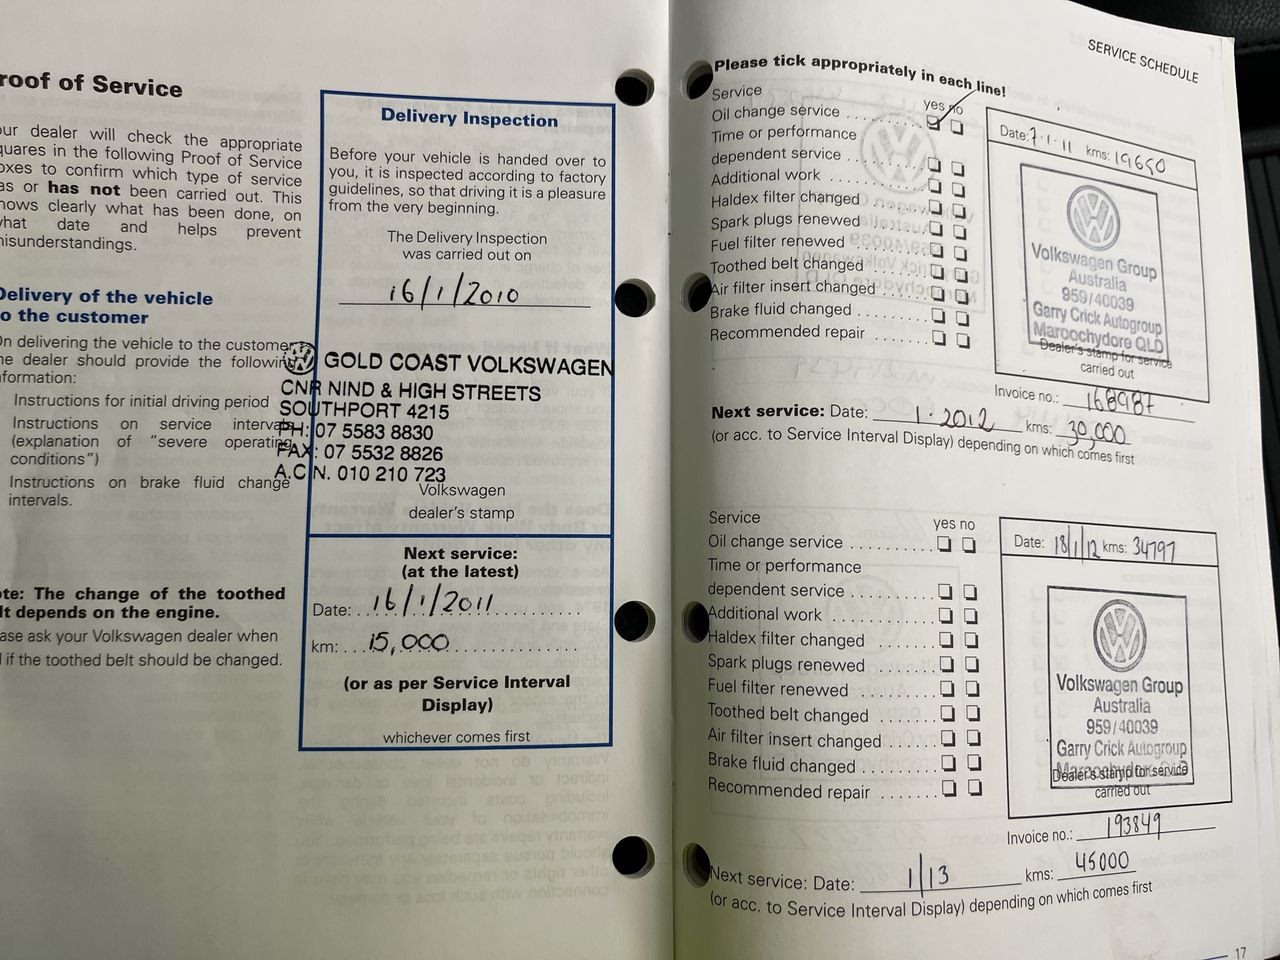 roof of Service
ur dealer will check the appropriate
quares in the following Proof of Service
oxes to confirm which type of service
as or has not been carried out. This
hows clearly what has been done, on
what date and helps prevent
isunderstandings.
Delivery of the vehicle
o the customer
On delivering the vehicle to the customer,
he dealer should provide the following
nformation:
Instructions for initial driving period
Instructions on service intervals
(explanation of "severe operating
conditions")
Instructions on brake fluid change
intervals.
ote: The change of the toothed
lt depends on the engine.
ase ask your Volkswagen dealer when
if the toothed belt should be changed.
Delivery Inspection
Before your vehicle is handed over to
you, it is inspected according to factory
guidelines, so that driving it is a pleasure
from the very beginning.
The Delivery Inspection
was carried out on
16/1/2010
GOLD COAST VOLKSWAGEN
CNR NIND & HIGH STREETS
SOUTHPORT 4215
PH: 07 5583 8830
FAX: 07 5532 8826
A.C.N. 010 210 723
Volkswagen
dealer's stamp
Next service:
(at the latest)
Date: 16/1/2011
km: 15,000
(or as per Service Interval
Display)
whichever comes first
SERVICE SCHEDULE
Please tick appropriately in each line!
Service yes no
Oil change service
Time or performance
dependent service
Additional work
Haldex filter changed
Spark plugs renewed
Fuel filter renewed
Toothed belt changed
Air filter insert changed
Brake fluid changed
Recommended repair
Date: 7.1.11 kms: 19650
Volkswagen Group
Australia
959/40039
Garry Crick Autogroup
Maroochydore QLD
Dealer's stamp for service
carried out
Invoice no.: 168987
Next service: Date: 1.2012 kms: 30,000
(or acc. to Service Interval Display) depending on which comes first
Service yes no
Oil change service
Time or performance
dependent service
Additional work
Haldex filter changed
Spark plugs renewed
Fuel filter renewed
Toothed belt changed
Air filter insert changed
Brake fluid changed
Recommended repair
Date: 18/1/12 kms: 34797
Volkswagen Group
Australia
959/40039
Garry Crick Autogroup
Maroochydore QLD
Dealer's stamp for service
carried out
Invoice no.: 193849
Next service: Date: 1/13 kms: 45000
(or acc. to Service Interval Display) depending on which comes first
17